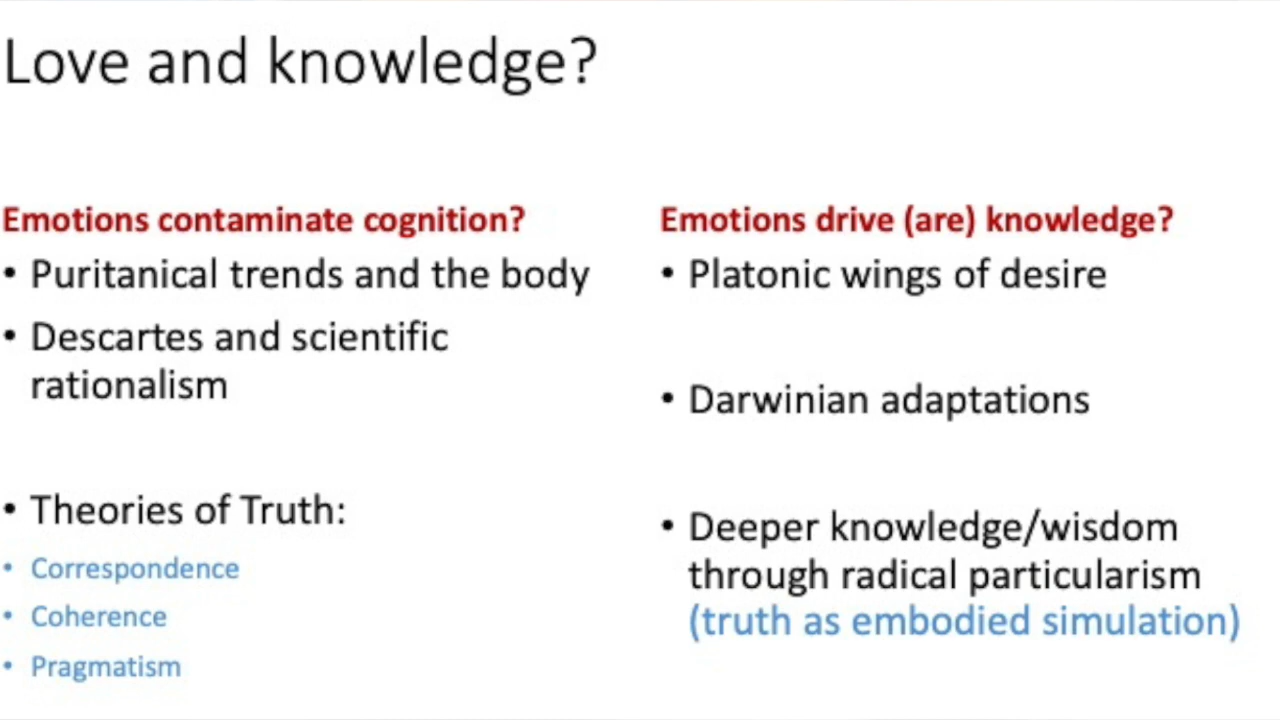 Love and knowledge?
Emotions contaminate cognition?
• Puritanical trends and the body
• Descartes and scientific
rationalism
• Theories of Truth:
• Correspondence
• Coherence
• Pragmatism
Emotions drive (are) knowledge?
• Platonic wings of desire
• Darwinian adaptations
• Deeper knowledge/wisdom
through radical particularism
(truth as embodied simulation)